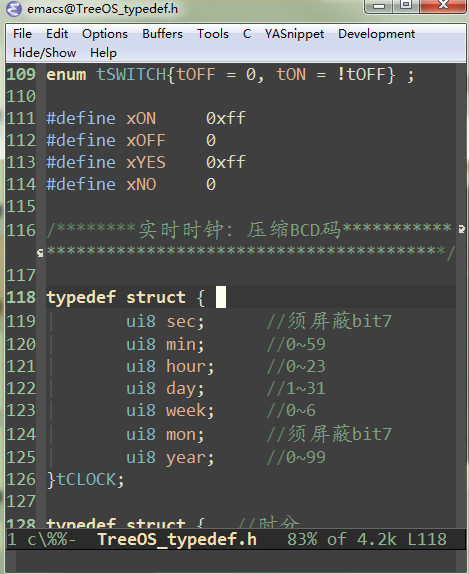 emacs@TreeOS_typedef.h
File Edit Options Buffers Tools C YASnippet Development
Hide/Show Help
109 enum tSWITCH{tOFF = 0, tON = !tOFF} ;
110
111 #define xON     0xff
112 #define xOFF    0
113 #define xYES    0xff
114 #define xNO     0
115
116 /********实时时钟: 压缩BCD码***********
****************************************/
117
118 typedef struct {
119         ui8 sec;      //须屏蔽bit7
120         ui8 min;      //0~59
121         ui8 hour;     //0~23
122         ui8 day;      //1~31
123         ui8 week;     //0~6
124         ui8 mon;      //须屏蔽bit7
125         ui8 year;     //0~99
126 }tCLOCK;
127
128 typedef struct {   //时分
1 c\%%-  TreeOS_typedef.h   83% of 4.2k L118